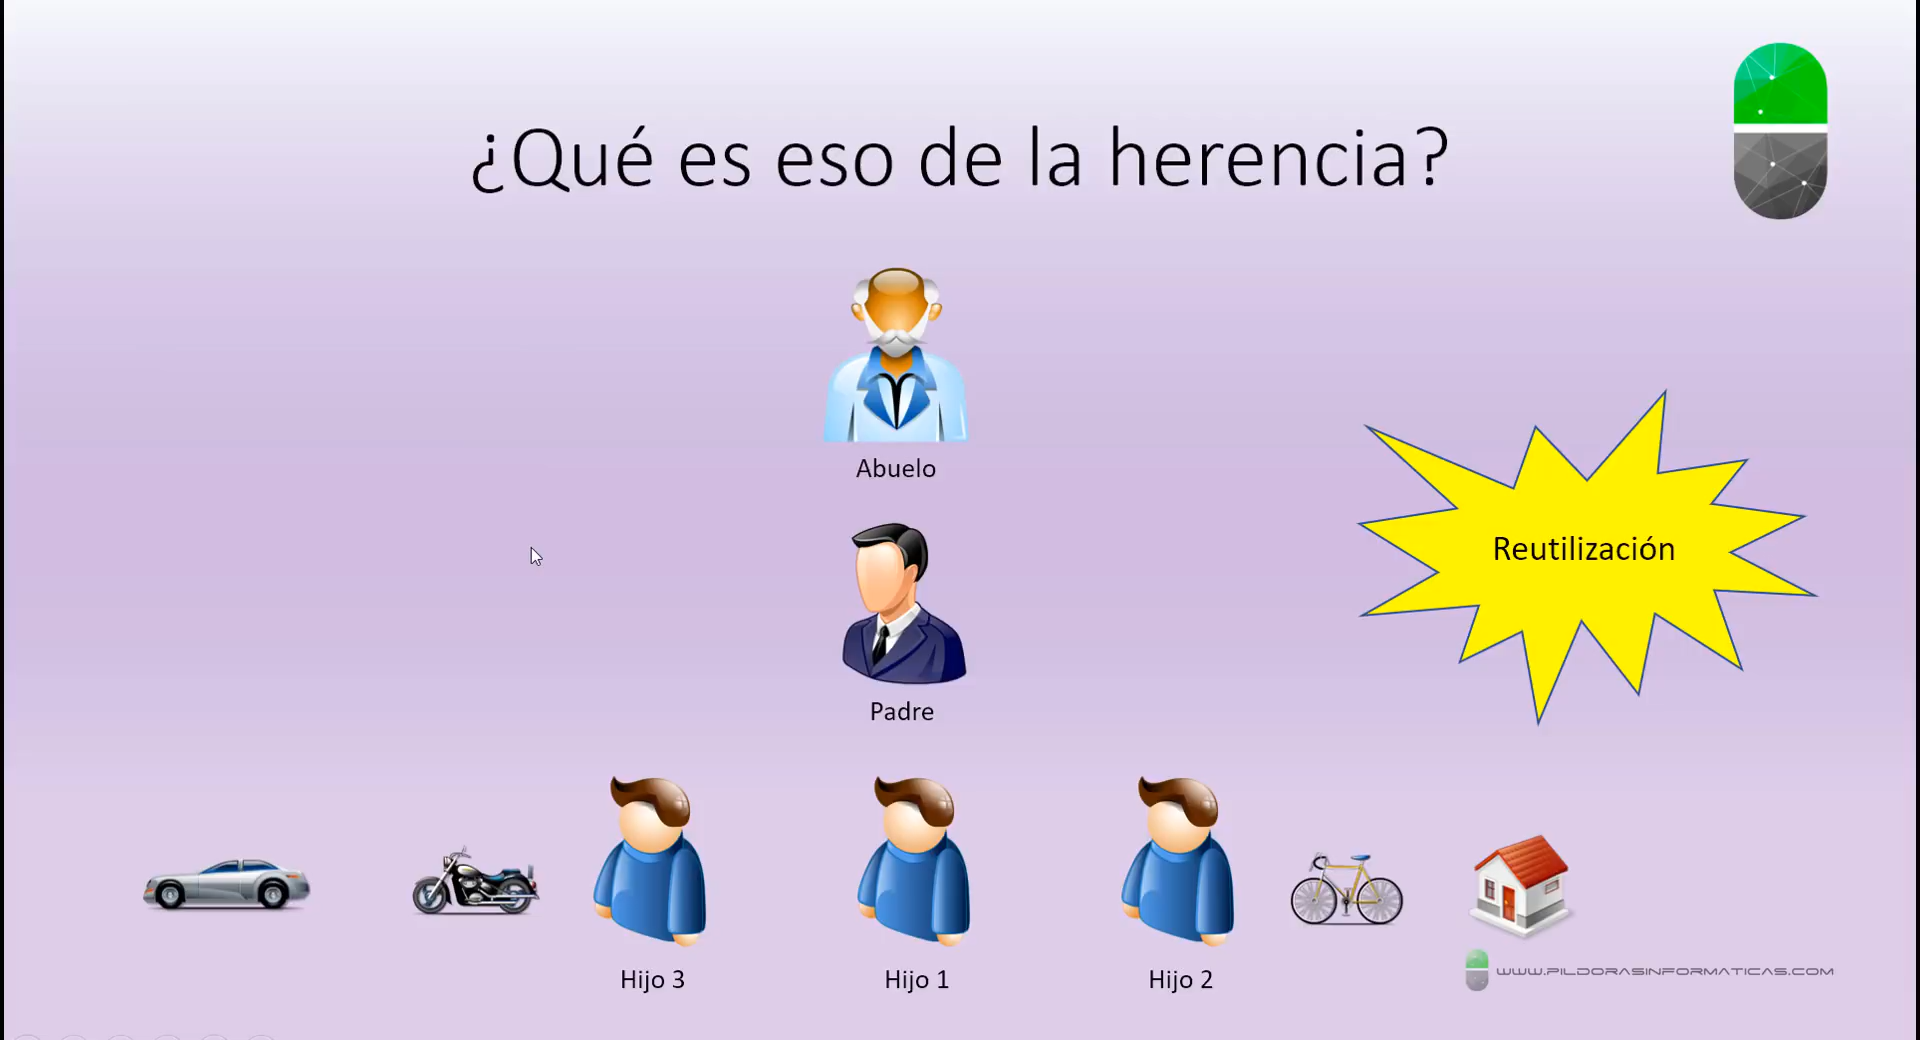 ¿Qué es eso de la herencia?
Abuelo
Reutilización
Padre
Hijo 3
Hijo 1
Hijo 2
WWW.PILDORASINFORMATICAS.COM